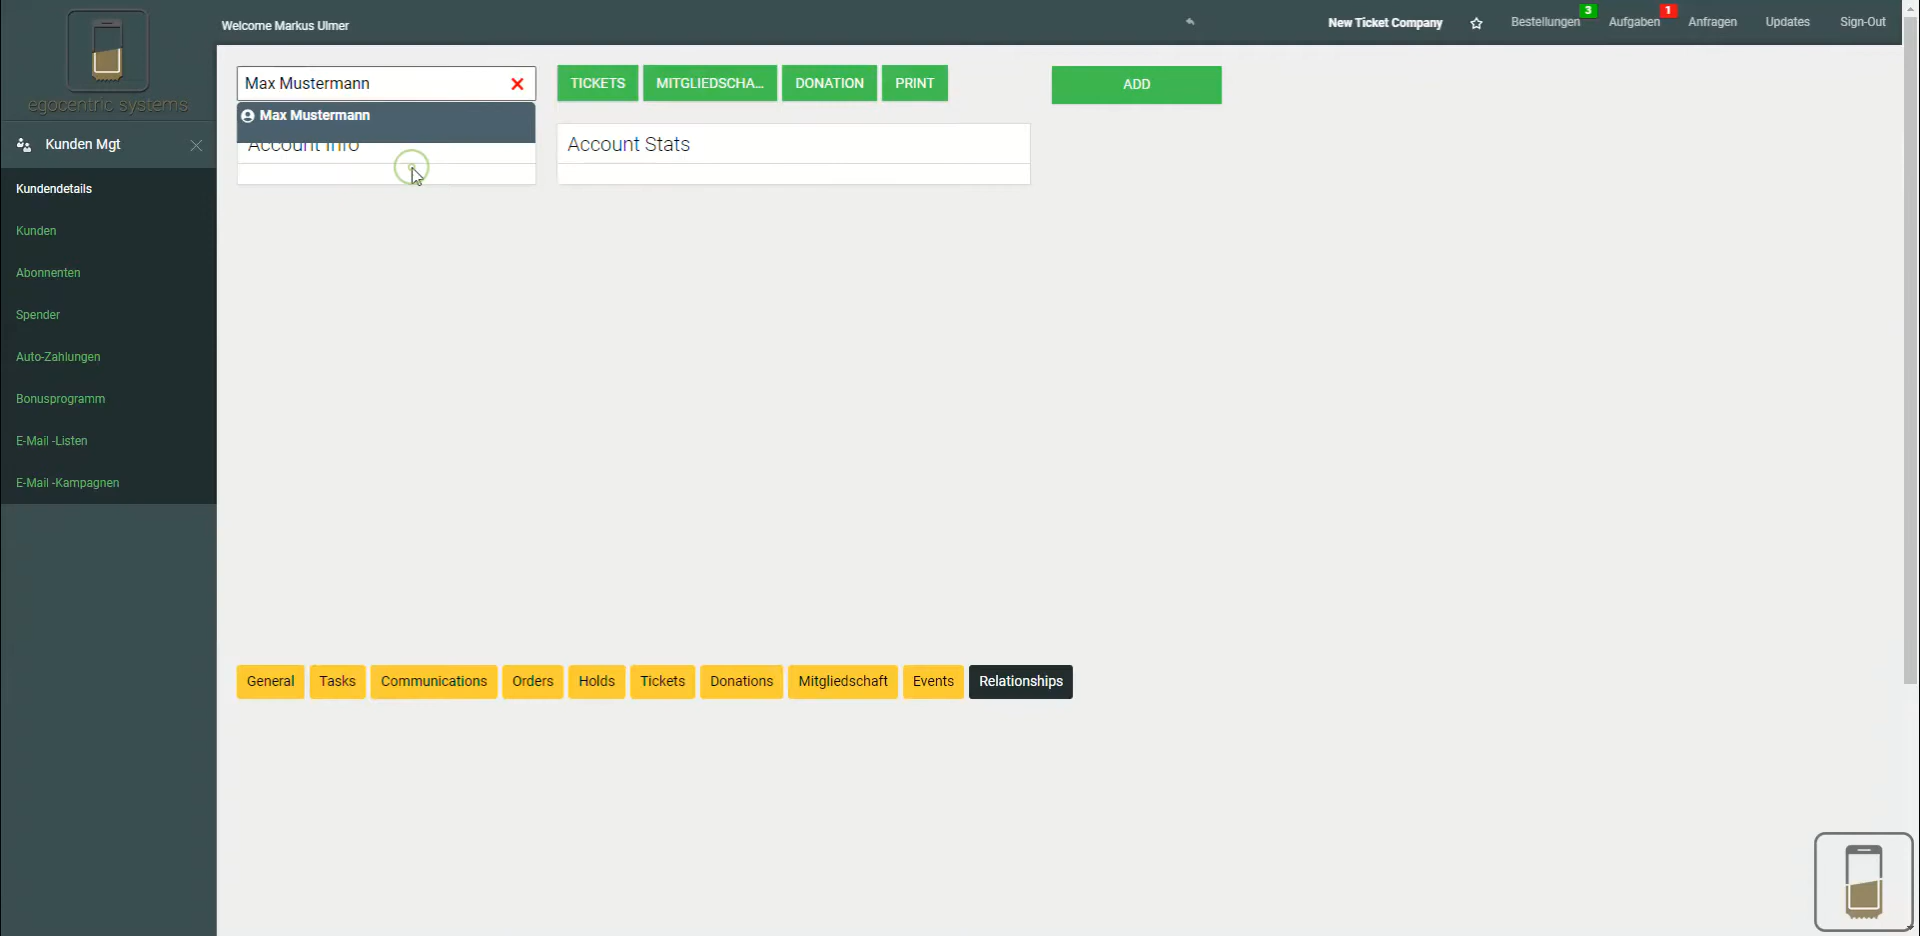 egocentric systems
Welcome Markus Ulmer
New Ticket Company
Bestellungen 3
Aufgaben 1
Anfragen
Updates
Sign-Out
Kunden Mgt
Kundendetails
Kunden
Abonnenten
Spender
Auto-Zahlungen
Bonusprogramm
E-Mail -Listen
E-Mail -Kampagnen
Max Mustermann
Max Mustermann
Account Info
TICKETS
MITGLIEDSCHA...
DONATION
PRINT
ADD
Account Stats
General
Tasks
Communications
Orders
Holds
Tickets
Donations
Mitgliedschaft
Events
Relationships